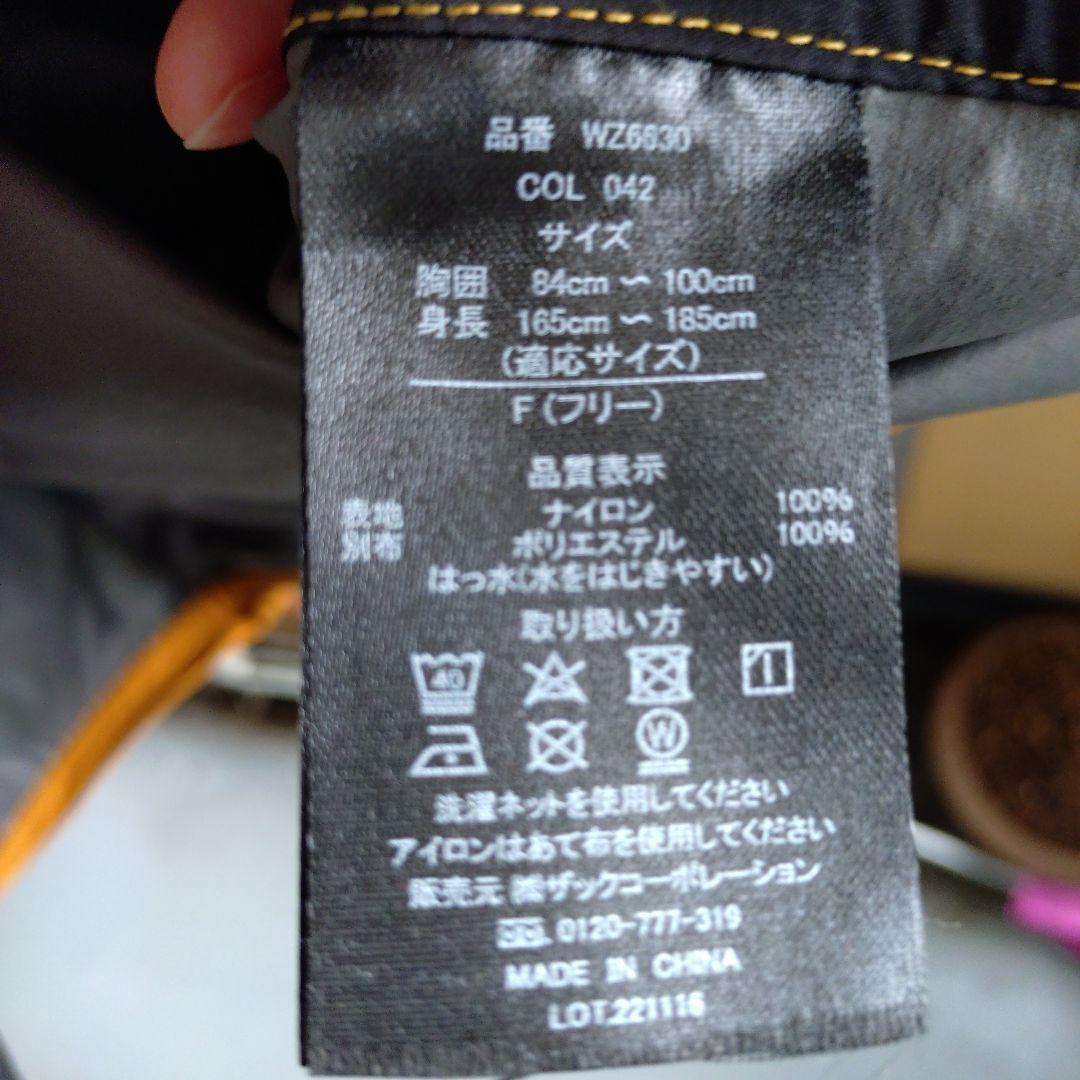 品番 WZ6630
COL 042
サイズ
胸囲 84cm ～ 100cm
身長 165cm ～ 185cm
(適応サイズ)
F(フリー)
品質表示
表地 ナイロン 100%
別布 ポリエステル 100%
はっ水(水をはじきやすい)
取り扱い方
40
W
洗濯ネットを使用してください
アイロンはあて布を使用してください
販売元 ㈱ザックコーポレーション
0120-777-319
MADE IN CHINA
LOT.221116